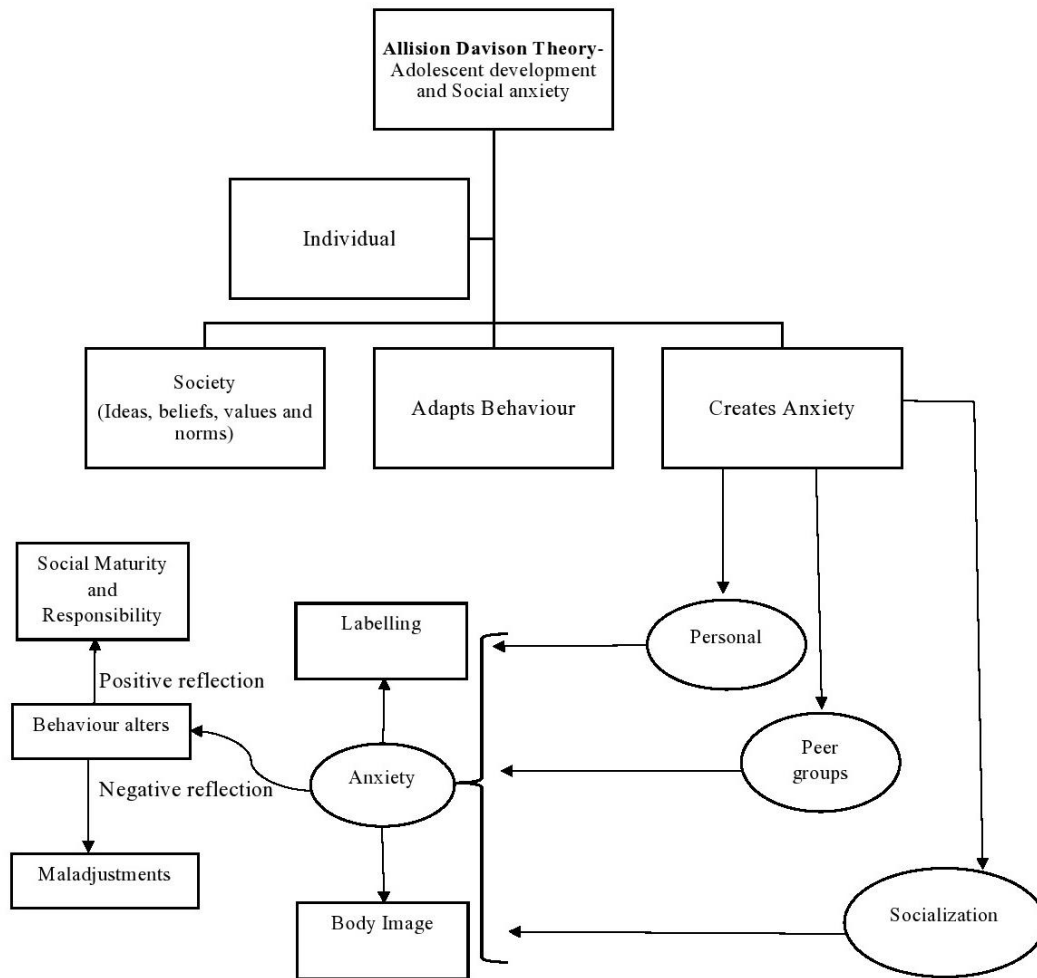 Allision Davison Theory-
Adolescent development
and Social anxiety
Individual
Society
(Ideas, beliefs, values and
norms)
Adapts Behaviour
Creates Anxiety
Social Maturity
and
Responsibility
Labelling
Personal
Positive reflection
Behaviour alters
Anxiety
Peer
groups
Negative reflection
Maladjustments
Body Image
Socialization